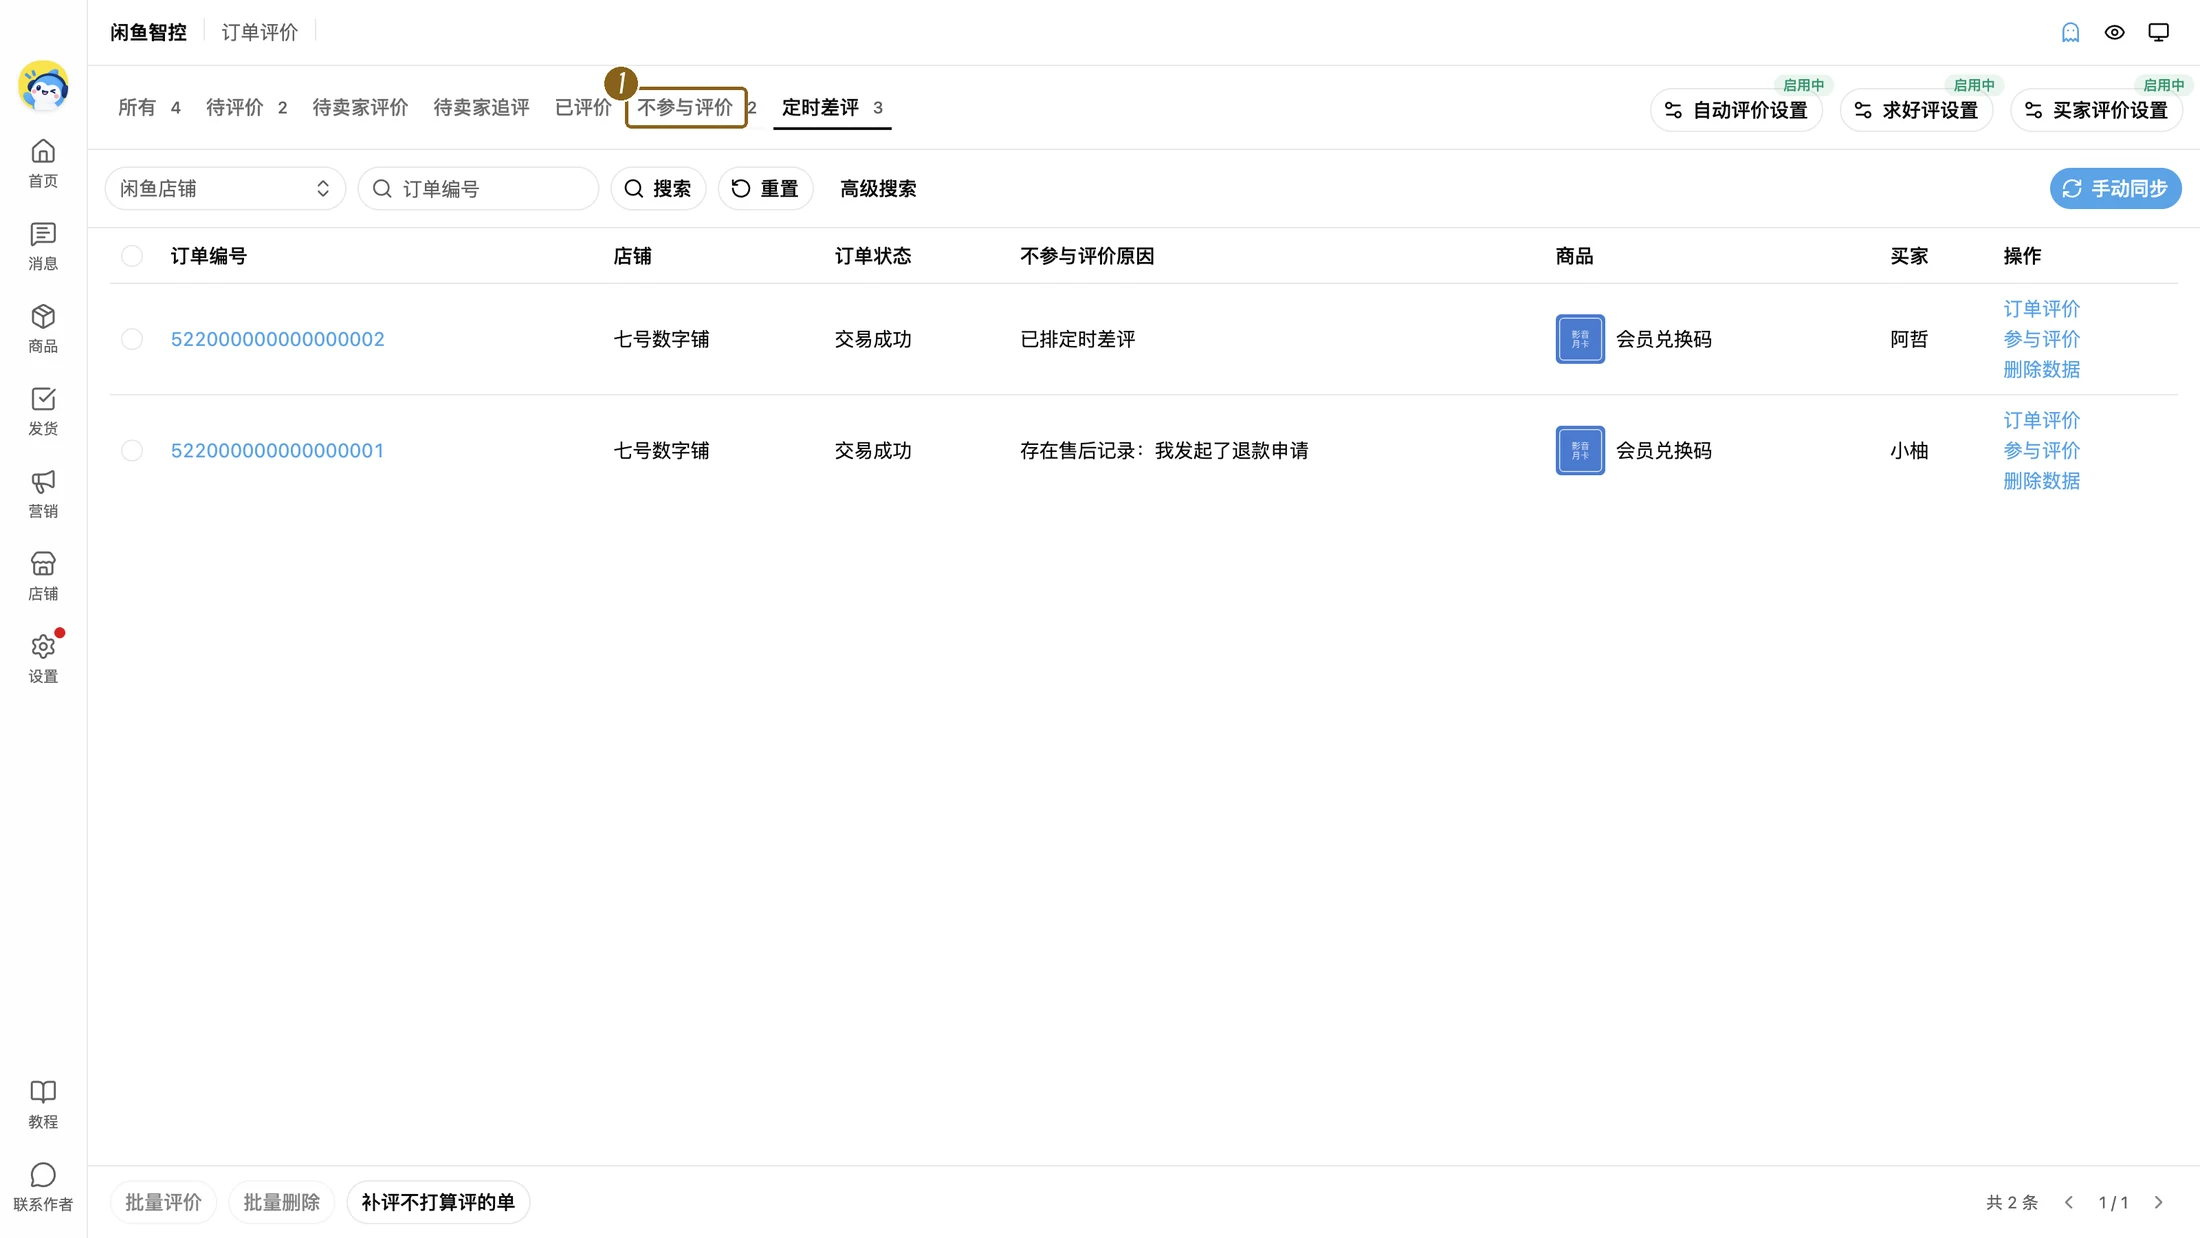 闲鱼智控 订单评价
启用中 启用中 启用中
1
所有 4 待评价 2 待卖家评价 待卖家追评 已评价 不参与评价 2 定时差评 3 自动评价设置 求好评设置 买家评价设置
闲鱼店铺 订单编号 搜索 重置 高级搜索 手动同步
订单编号 店铺 订单状态 不参与评价原因 商品 买家 操作
522000000000000002 七号数字铺 交易成功 已排定时差评 影音月卡 会员兑换码 阿哲
订单评价
参与评价
删除数据
522000000000000001 七号数字铺 交易成功 存在售后记录：我发起了退款申请 影音月卡 会员兑换码 小柚
订单评价
参与评价
删除数据
首页
消息
商品
发货
营销
店铺
设置
教程
联系作者
批量评价 批量删除 补评不打算评的单 共 2 条 1 / 1